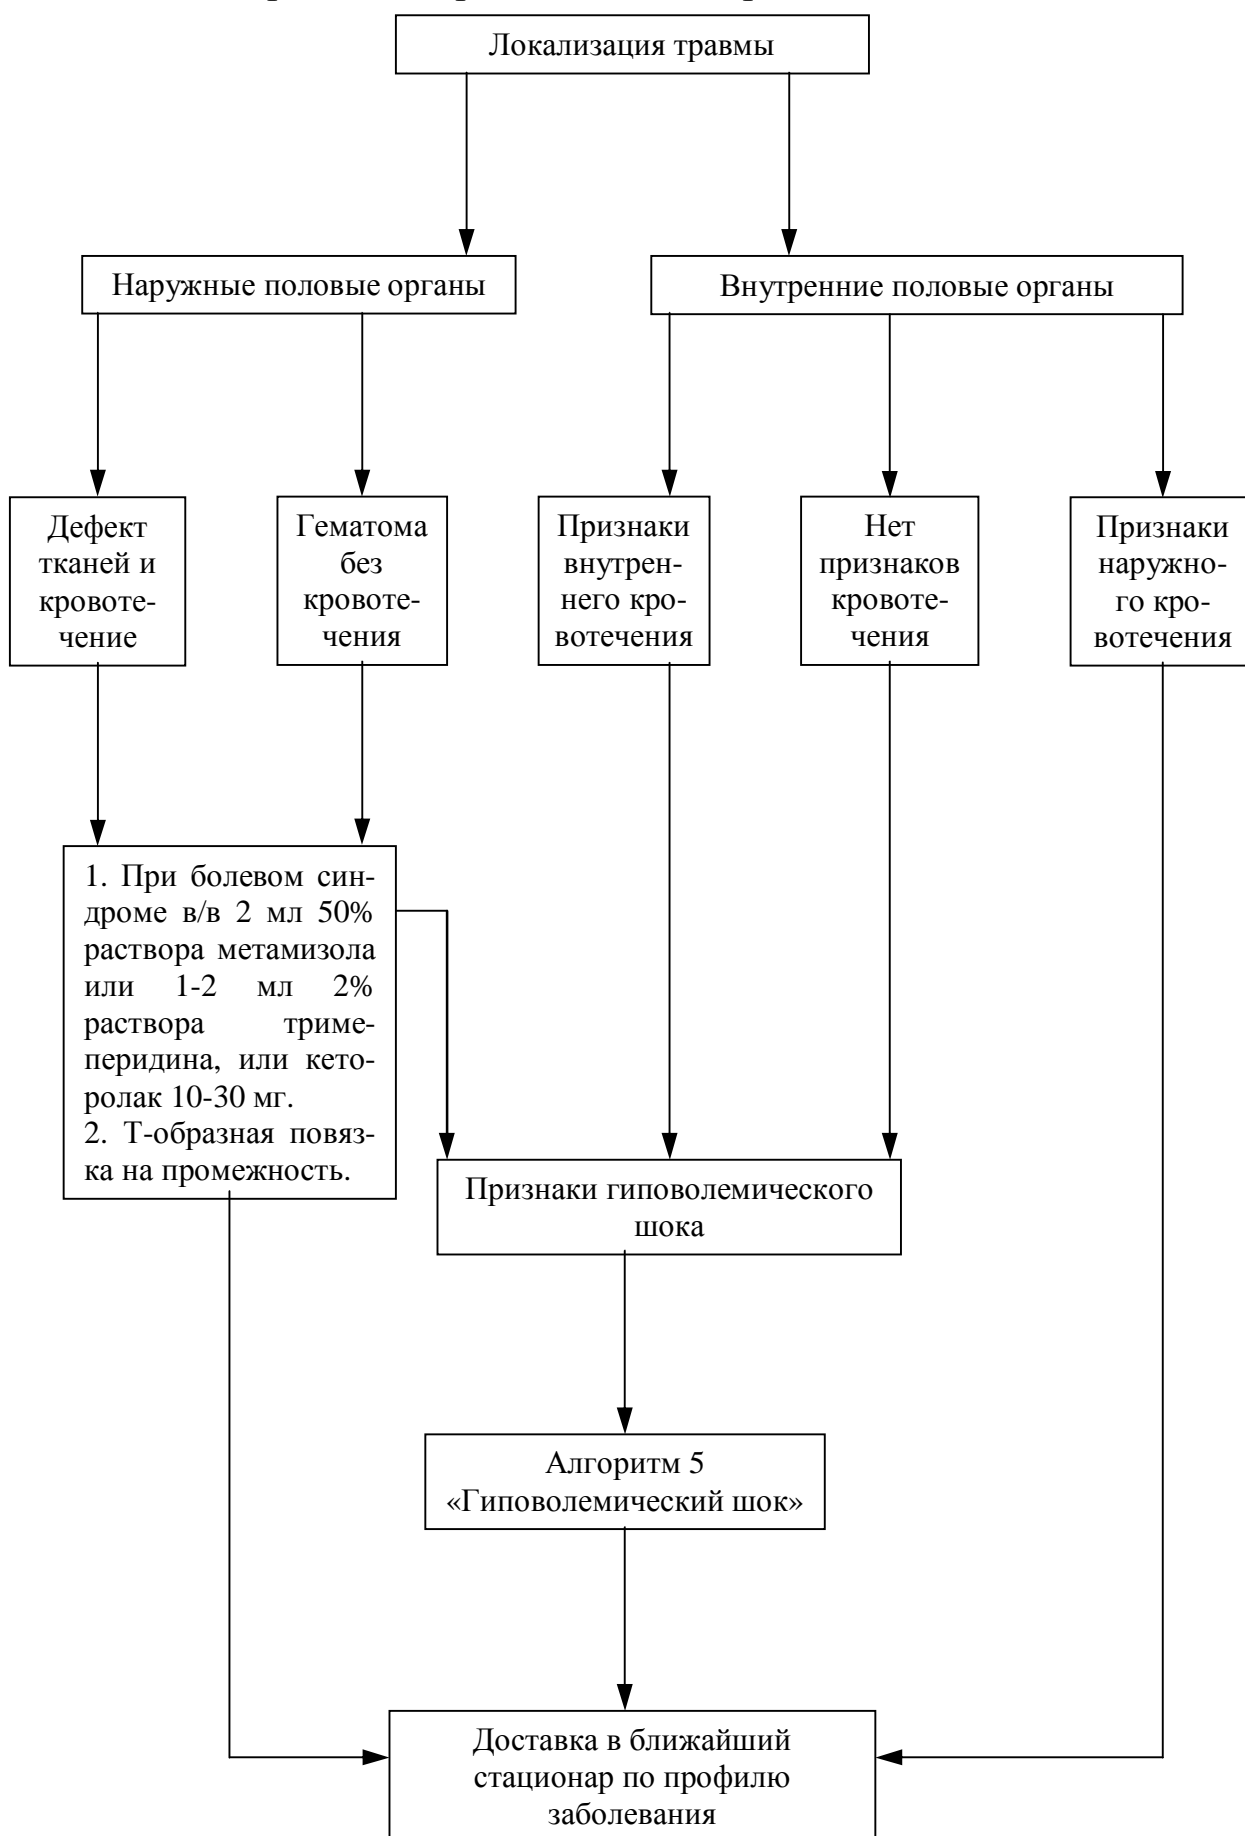 Локализация травмы
Наружные половые органы
Внутренние половые органы
Дефект
тканей и
кровоте-
чение
Гематома
без
кровоте-
чения
Признаки
внутрен-
него кро-
вотечения
Нет
признаков
кровоте-
чения
Признаки
наружно-
го кро-
вотечения
1. При болевом син-
дроме в/в 2 мл 50%
раствора метамизола
или 1-2 мл 2%
раствора триме-
перидина, или кето-
ролак 10-30 мг.
2. Т-образная повяз-
ка на промежность.
Признаки гиповолемического
шока
Алгоритм 5
«Гиповолемический шок»
Доставка в ближайший
стационар по профилю
заболевания